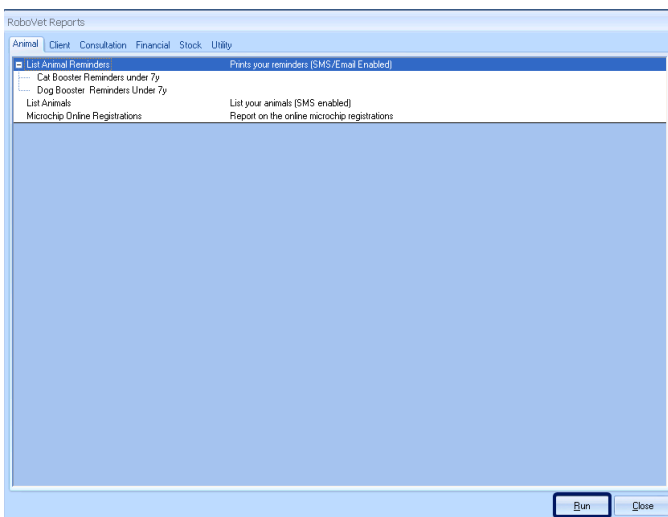 RoboVet Reports
Animal Client Consultation Financial Stock Utility
List Animal Reminders Prints your reminders (SMS/Email Enabled)
Cat Booster Reminders under 7y
Dog Booster Reminders Under 7y
List Animals List your animals (SMS enabled)
Microchip Online Registrations Report on the online microchip registrations
Run Close